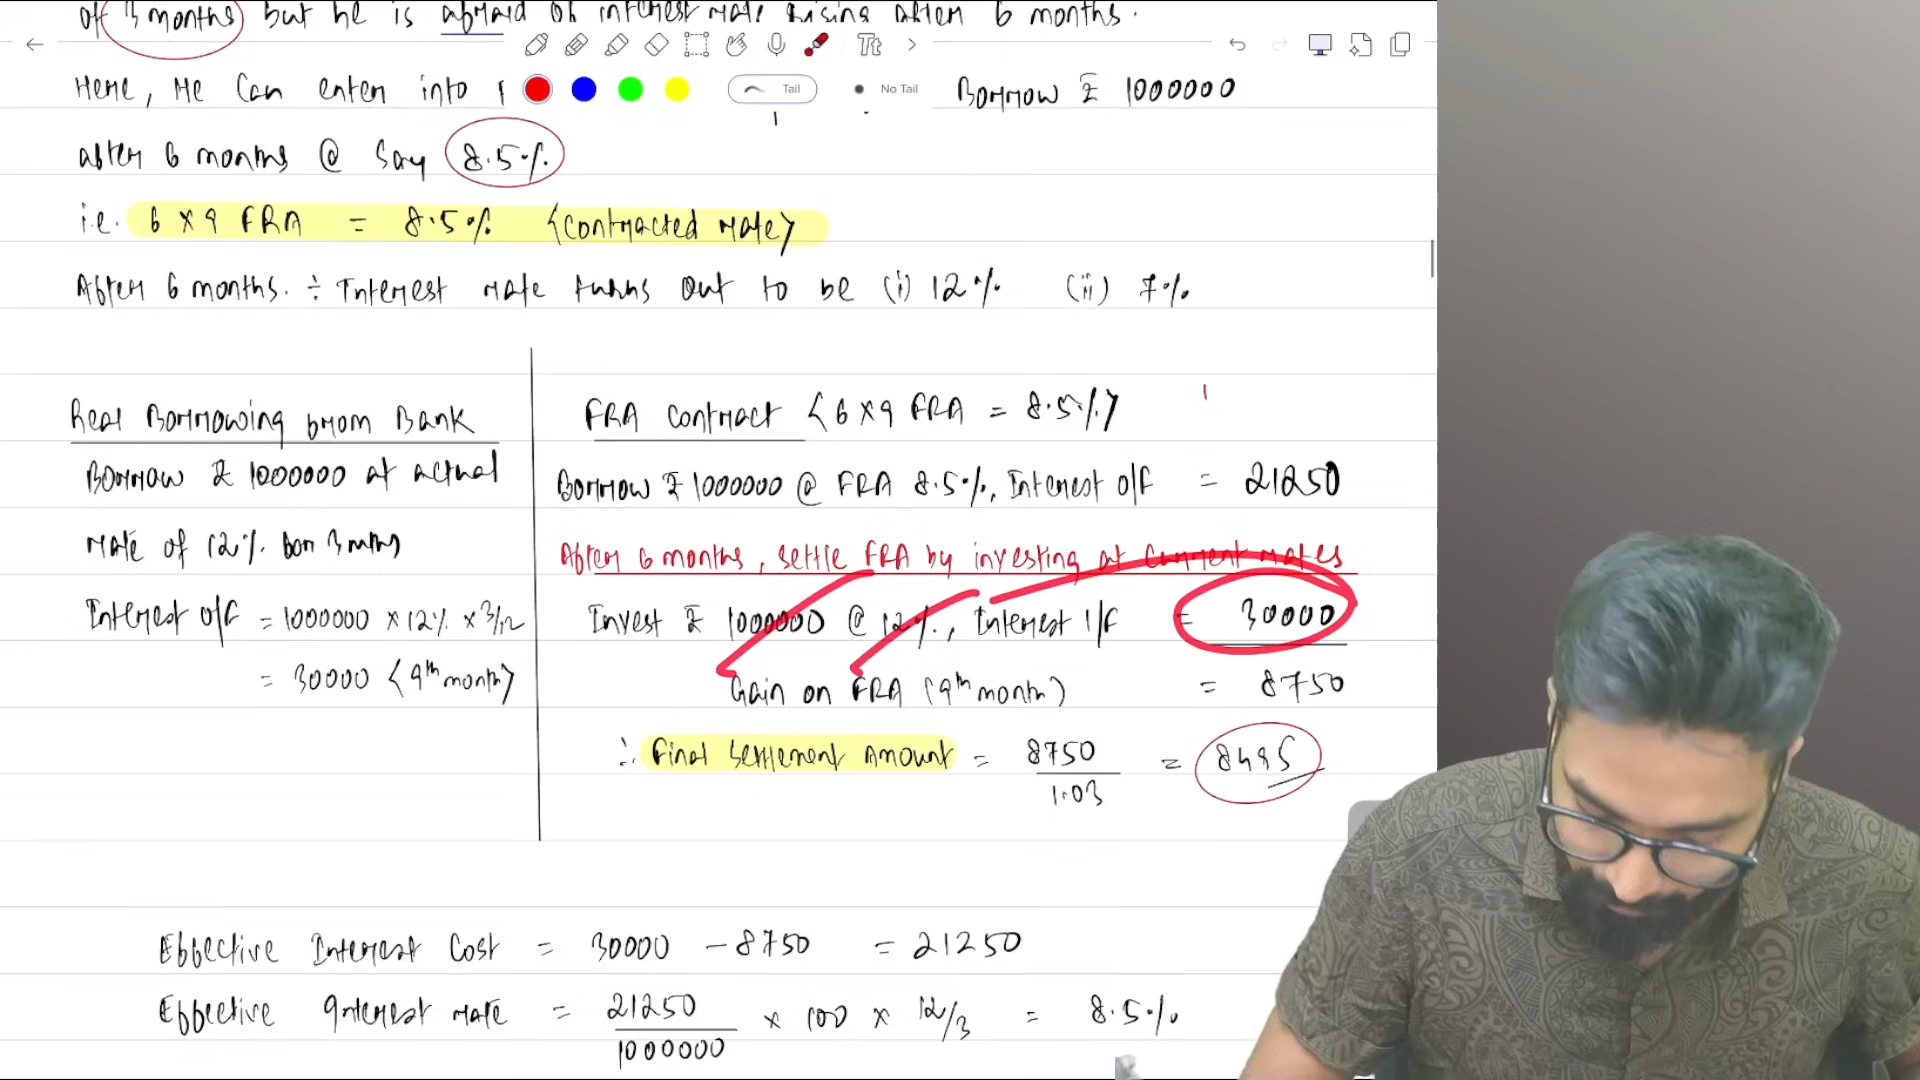 of 3 months but he is afraid of interest rate rising after 6 months.
Tt
Here, He Can enter into
Tail
No Tail
Borrow ₹ 1000000
after 6 months @ Say 8.5%
i.e. 6 X 9 FRA = 8.5% {Contracted rate}
After 6 months ÷ Interest rate turns out to be (i) 12% (ii) 7%
Real Borrowing from Bank
Borrow ₹ 1000000 at actual
rate of 12% for 3 mths
Interest O/F = 1000000 x 12% x 3/12
= 30000 {9th month}
FRA Contract {6 X 9 FRA = 8.5%}
Borrow ₹ 1000000 @ FRA 8.5%, Interest O/F = 21250
After 6 months, settle FRA by investing at Current rates
Invest ₹ 1000000 @ 12%, Interest I/F = 30000
Gain on FRA (9th month) = 8750
∴ Final Settlement Amount = 8750 / 1.03 = 8495
Effective Interest Cost = 30000 - 8750 = 21250
Effective Interest rate = 21250 / 1000000 x 100 x 12/3 = 8.5%